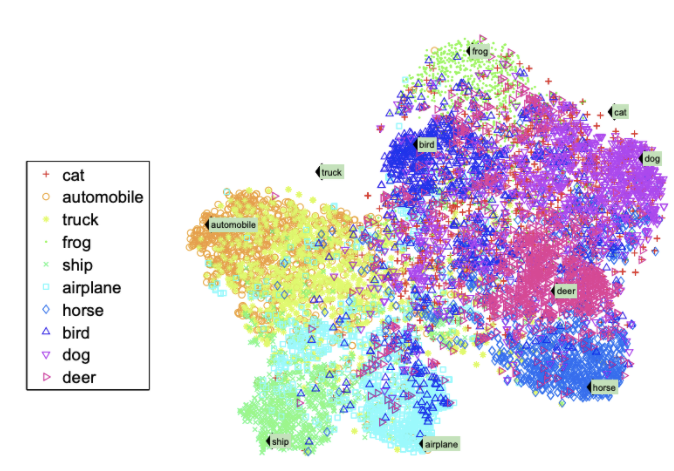 frog
cat
bird
dog
truck
cat
automobile
truck
frog
ship
airplane
horse
bird
dog
deer
automobile
deer
horse
ship
airplane